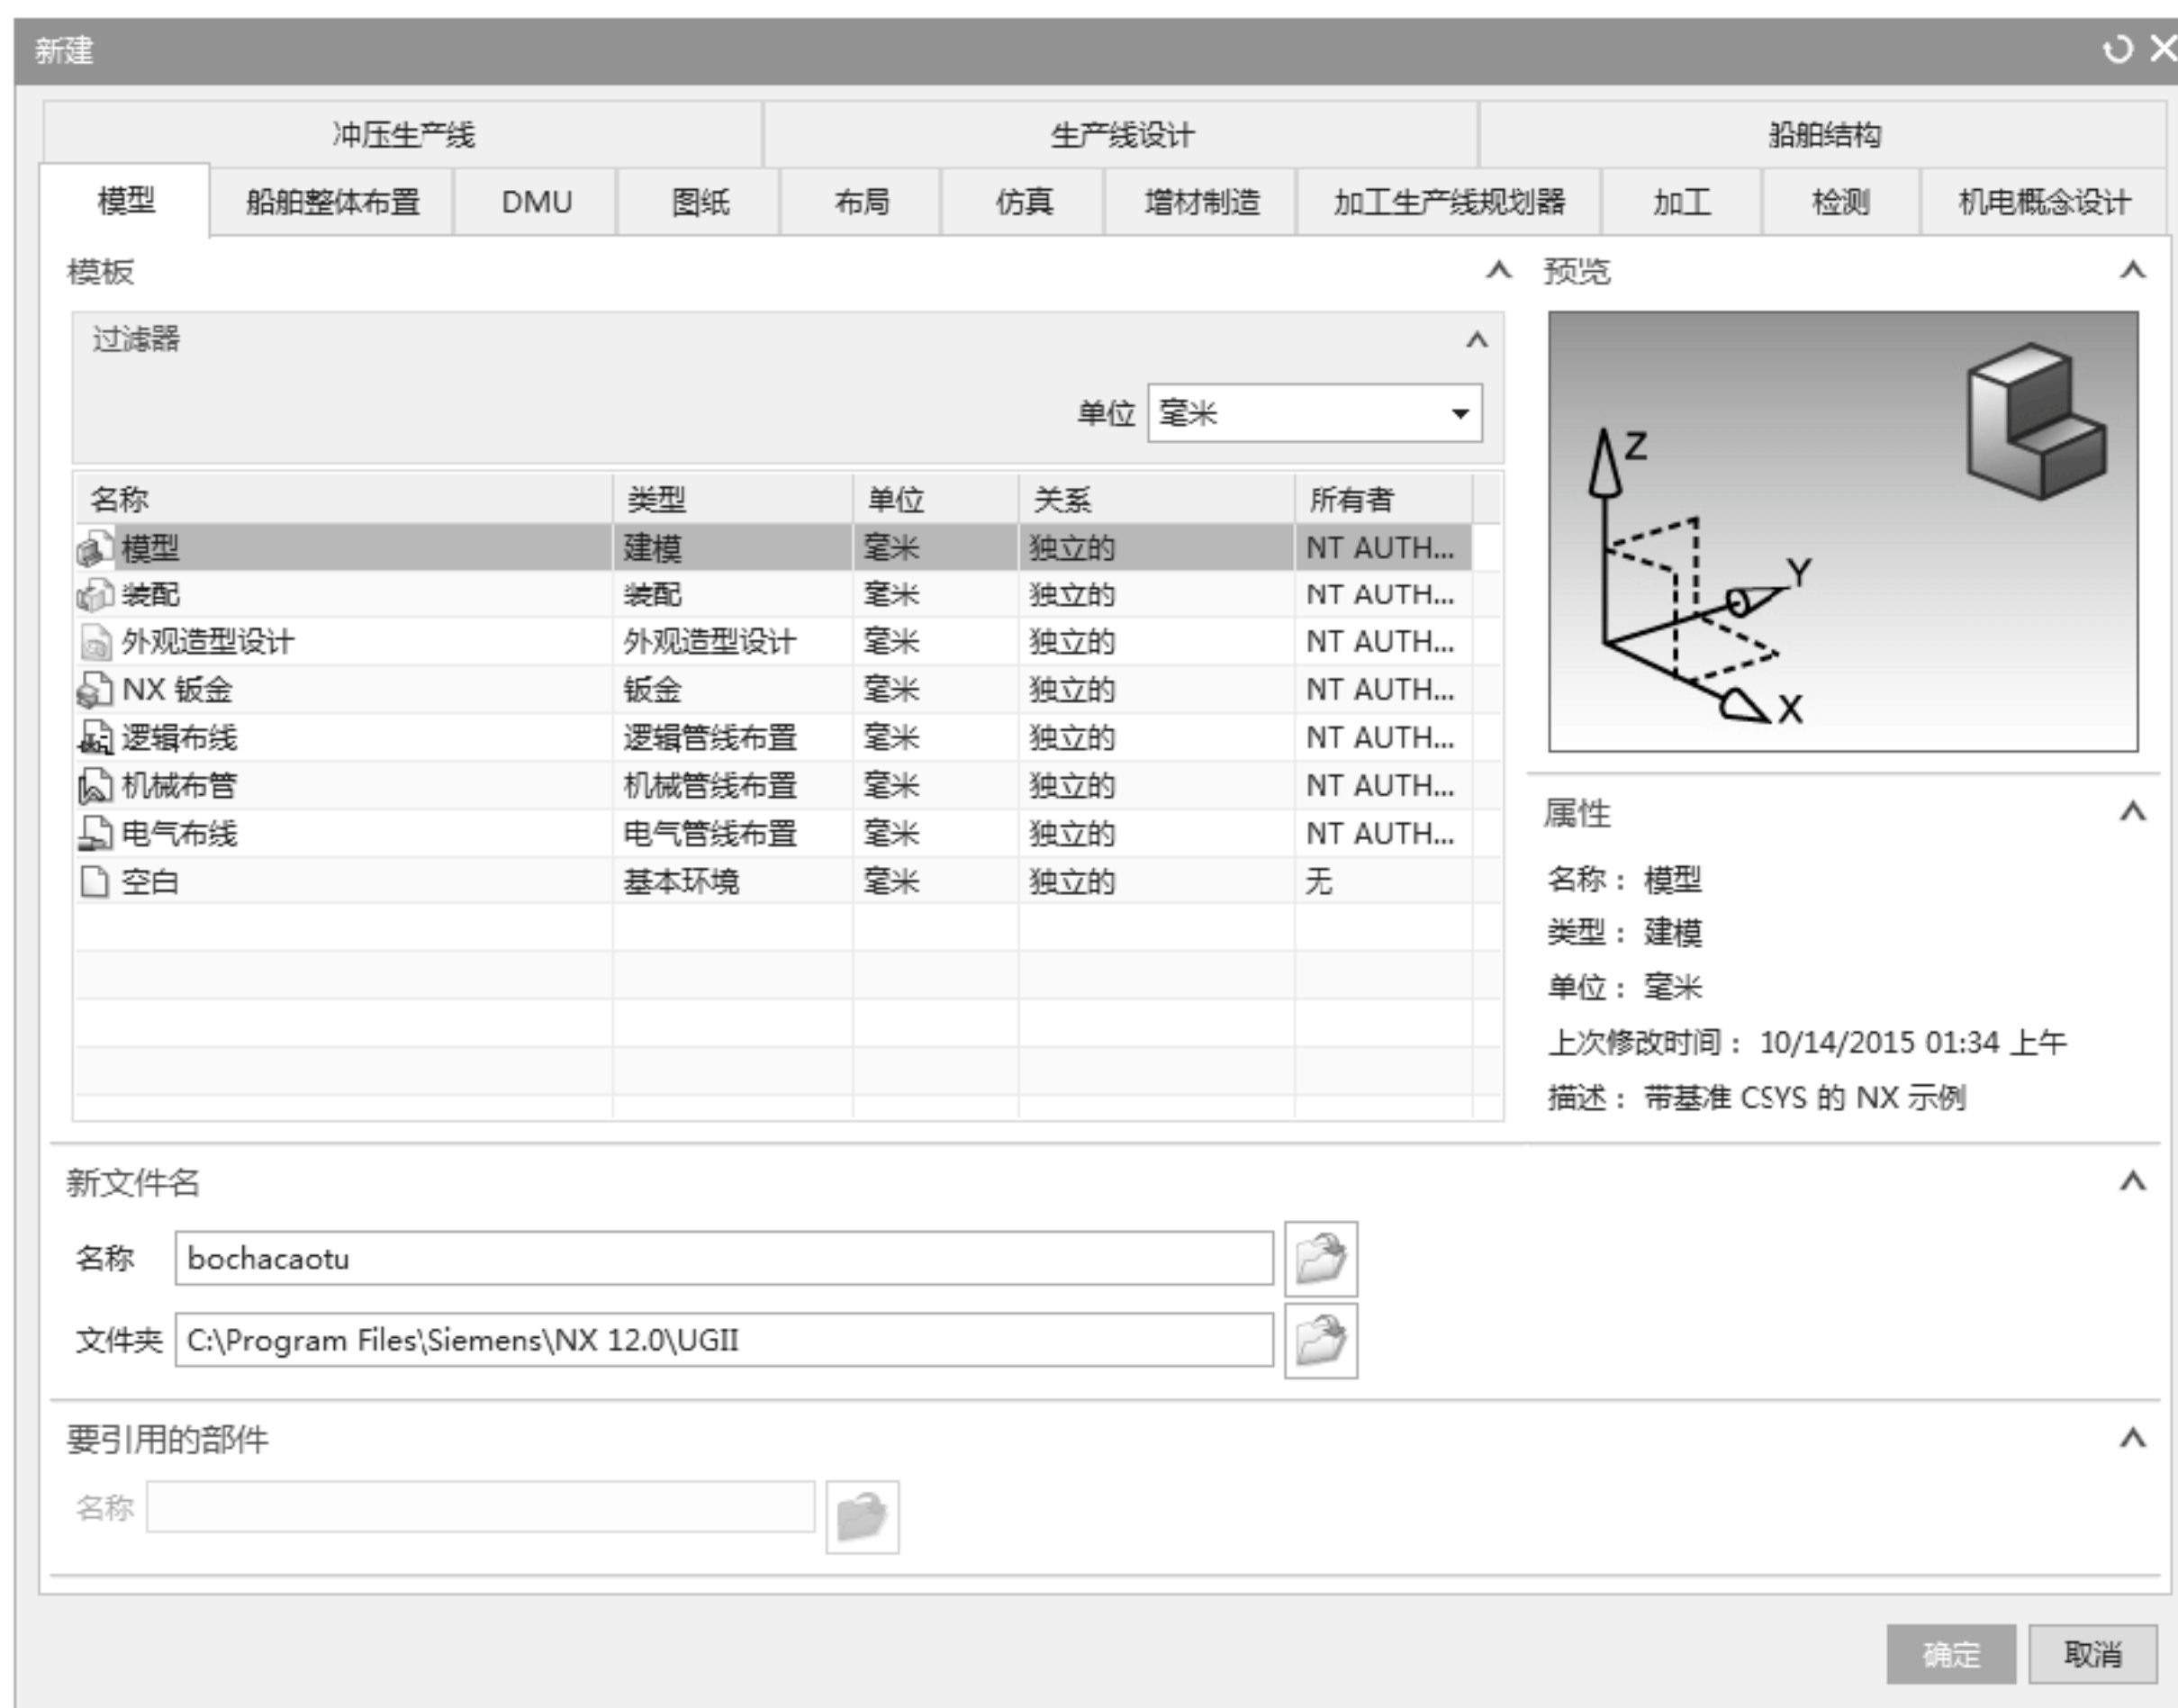 新建
冲压生产线 生产线设计 船舶结构
模型 船舶整体布置 DMU 图纸 布局 仿真 增材制造 加工生产线规划器 加工 检测 机电概念设计
模板
过滤器
单位 毫米
名称 类型 单位 关系 所有者
模型 建模 毫米 独立的 NT AUTH...
装配 装配 毫米 独立的 NT AUTH...
外观造型设计 外观造型设计 毫米 独立的 NT AUTH...
NX 钣金 钣金 毫米 独立的 NT AUTH...
逻辑布线 逻辑管线布置 毫米 独立的 NT AUTH...
机械布管 机械管线布置 毫米 独立的 NT AUTH...
电气布线 电气管线布置 毫米 独立的 NT AUTH...
空白 基本环境 毫米 独立的 无
预览
Z
Y
X
属性
名称： 模型
类型： 建模
单位： 毫米
上次修改时间： 10/14/2015 01:34 上午
描述： 带基准 CSYS 的 NX 示例
新文件名
名称 bochacaotu
文件夹 C:\Program Files\Siemens\NX 12.0\UGII
要引用的部件
名称
确定 取消